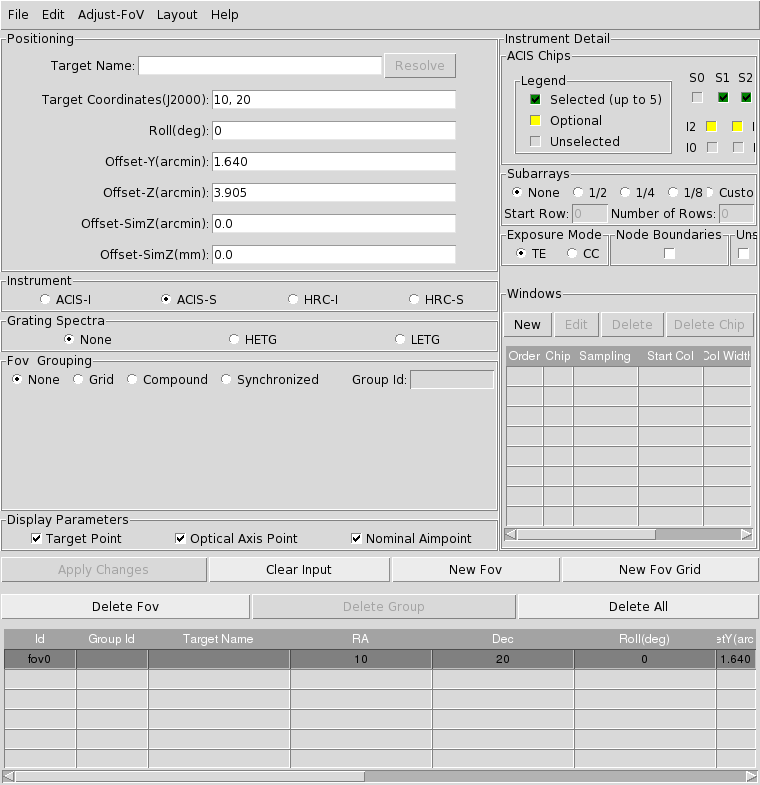 File Edit Adjust-FoV Layout Help
Positioning
Target Name: Resolve
Target Coordinates(J2000): 10, 20
Roll(deg): 0
Offset-Y(arcmin): 1.640
Offset-Z(arcmin): 3.905
Offset-SimZ(arcmin): 0.0
Offset-SimZ(mm): 0.0
Instrument
ACIS-I ACIS-S HRC-I HRC-S
Grating Spectra
None HETG LETG
Fov Grouping
None Grid Compound Synchronized Group Id:
Display Parameters
Target Point Optical Axis Point Nominal Aimpoint
Instrument Detail
ACIS Chips
Legend
Selected (up to 5)
Optional
Unselected
S0 S1 S2
I2 I
I0 I
Subarrays
None 1/2 1/4 1/8 Custo
Start Row: 0 Number of Rows: 0
Exposure Mode Node Boundaries Uns
TE CC
Windows
New Edit Delete Delete Chip
Order Chip Sampling Start Col Col Width
Apply Changes Clear Input New Fov New Fov Grid
Delete Fov Delete Group Delete All
Id Group Id Target Name RA Dec Roll(deg) etY(arc
fov0 10 20 0 1.640